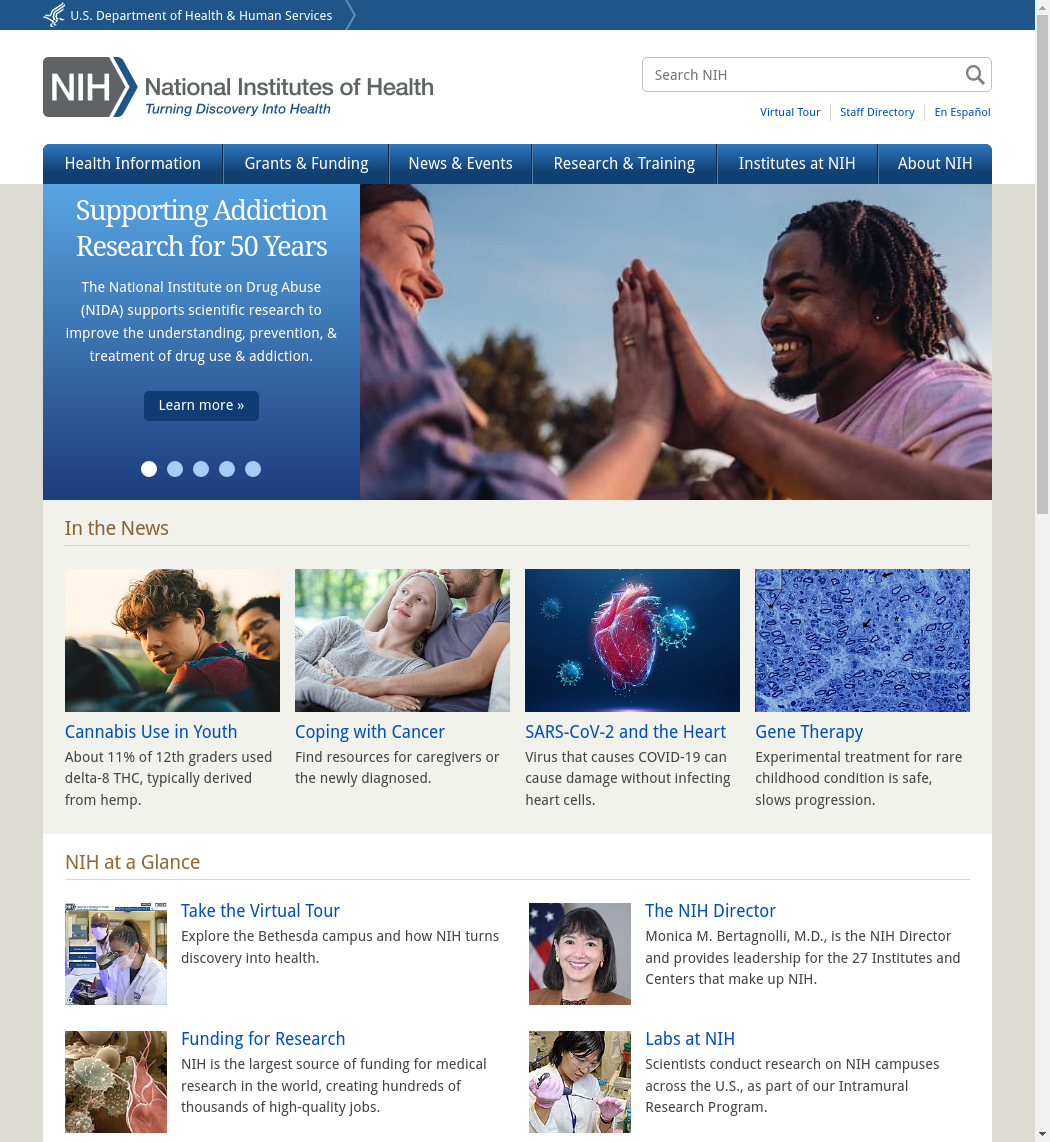 U.S. Department of Health & Human Services
NIH National Institutes of Health
Turning Discovery Into Health
Search NIH
Virtual Tour
Staff Directory
En Español
Health Information
Grants & Funding
News & Events
Research & Training
Institutes at NIH
About NIH
Supporting Addiction
Research for 50 Years
The National Institute on Drug Abuse
(NIDA) supports scientific research to
improve the understanding, prevention, &
treatment of drug use & addiction.
Learn more »
In the News
Cannabis Use in Youth
About 11% of 12th graders used
delta-8 THC, typically derived
from hemp.
Coping with Cancer
Find resources for caregivers or
the newly diagnosed.
SARS-CoV-2 and the Heart
Virus that causes COVID-19 can
cause damage without infecting
heart cells.
Gene Therapy
Experimental treatment for rare
childhood condition is safe,
slows progression.
NIH at a Glance
Take the Virtual Tour
Explore the Bethesda campus and how NIH turns
discovery into health.
The NIH Director
Monica M. Bertagnolli, M.D., is the NIH Director
and provides leadership for the 27 Institutes and
Centers that make up NIH.
Funding for Research
NIH is the largest source of funding for medical
research in the world, creating hundreds of
thousands of high-quality jobs.
Labs at NIH
Scientists conduct research on NIH campuses
across the U.S., as part of our Intramural
Research Program.